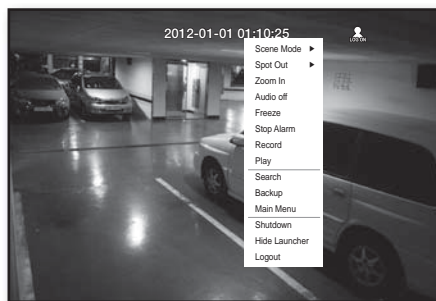 2012-01-01 01:10:25
LOG ON
Scene Mode ▶
Spot Out ▶
Zoom In
Audio off
Freeze
Stop Alarm
Record
Play
Search
Backup
Main Menu
Shutdown
Hide Launcher
Logout